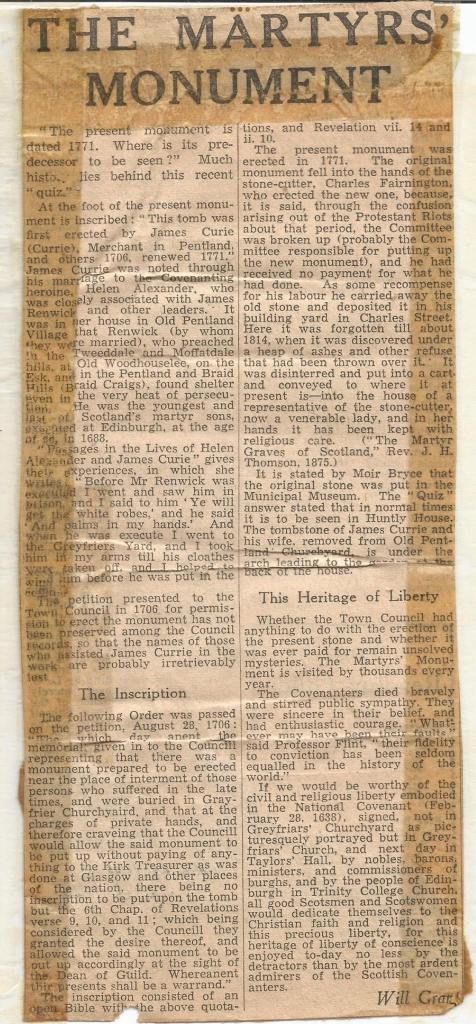 THE MARTYRS'
MONUMENT
"The present monument is
dated 1771. Where is its pre-
decessor to be seen?" Much
histo.. lies behind this recent
"quiz."
At the foot of the present monu-
ment is inscribed: "This tomb was
first erected by James Curie
(Currie), Merchant in Pentland,
and others 1706, renewed 1771."
James Currie was noted through
his marriage to the Covenanting
heroine, Helen Alexander, who
was closely associated with James
Renwick and other leaders. It
was in her house in Old Pentland
Village that Renwick (by whom
they were married), who preached
in the Tweeddale and Moffatdale
hills, at Old Woodhouselee, on the
Esk, and in the Pentland and Braid
Hills (Braid Craigs), found shelter
even in the very heat of persecu-
tion. He was the youngest and
last of Scotland's martyr sons,
executed at Edinburgh, at the age
of 26, in 1688.
"Passages in the Lives of Helen
Alexander and James Curie" gives
their experiences, in which she
writes "Before Mr Renwick was
execute I went and saw him in
prison, and I said to him 'Ye will
get the white robes,' and he said
'And palms in my hands.' And
when he was execute I went to
the Greyfriers Yard, and I took
him in my arms till his cloathes
were taken off, and I helped to
wind him before he was put in the

The petition presented to the
Town Council in 1706 for permis-
sion to erect the monument has not
been preserved among the Council
records, so that the names of those
who assisted James Currie in the
work are probably irretrievably
lost.
The Inscription
The following Order was passed
on the petition, August 28, 1706:
"The which day anent the
memorial given in to the Councill
representing that there was a
monument prepared to be erected
near the place of interment of those
persons who suffered in the late
times, and were buried in Gray-
frier Churchyaird, and that at the
charges of private hands, and
therefore craveing that the Councill
would allow the said monument to
be put up without paying of any-
thing to the Kirk Treasurer as was
done at Glasgow and other places
of the nation, there being no
inscription to be put upon the tomb
but the 6th Chap. of Revelations
verse 9, 10, and 11; which being
considered by the Councill they
granted the desire thereof, and
allowed the said monument to be
put up accordingly at the sight of
the Dean of Guild. Whereanent
thir presents shall be a warrand."
The inscription consisted of an
open Bible with the above quota-
tions, and Revelation vii. 14 and
ii. 10.
The present monument was
erected in 1771. The original
monument fell into the hands of the
stone-cutter, Charles Fairnington,
who erected the new one, because,
it is said, through the confusion
arising out of the Protestant Riots
about that period, the Committee
was broken up (probably the Com-
mittee responsible for putting up
the new monument), and he had
received no payment for what he
had done. As some recompense
for his labour he carried away the
old stone and deposited it in his
building yard in Charles Street.
Here it was forgotten till about
1814, when it was discovered under
a heap of ashes and other refuse
that had been thrown over it. It
was disinterred and put into a cart
and conveyed to where it at
present is—into the house of a
representative of the stone-cutter,
now a venerable lady, and in her
hands it has been kept with
religious care. ("The Martyr
Graves of Scotland," Rev. J. H.
Thomson, 1875.)
It is stated by Moir Bryce that
the original stone was put in the
Municipal Museum. The "Quiz"
answer stated that in normal times
it is to be seen in Huntly House.
The tombstone of James Currie and
his wife, removed from Old Pent-
land Churchyard, is under the
arch leading to the garden at the
back of the house.
This Heritage of Liberty
Whether the Town Council had
anything to do with the erection of
the present stone and whether it
was ever paid for remain unsolved
mysteries. The Martyrs' Monu-
ment is visited by thousands every
year.
The Covenanters died bravely
and stirred public sympathy. They
were sincere in their belief, and
had enthusiastic courage. "What-
ever may have been their faults"
said Professor Flint, "their fidelity
to conviction has been seldom
equalled in the history of the
world."
If we would be worthy of the
civil and religious liberty embodied
in the National Covenant (Feb-
ruary 28, 1638), signed, not in
Greyfriars' Churchyard as pic-
turesquely portrayed but in Grey-
friars' Church, and next day in
Taylors' Hall, by nobles, barons,
ministers, and commissioners of
burghs, and by the people of Edin-
burgh in Trinity College Church,
all good Scotsmen and Scotswomen
would dedicate themselves to the
Christian faith and religion and
this precious liberty, for this
heritage of liberty of conscience is
enjoyed to-day no less by the
detractors than by the most ardent
admirers of the Scottish Coven-
anters.
Will Grant